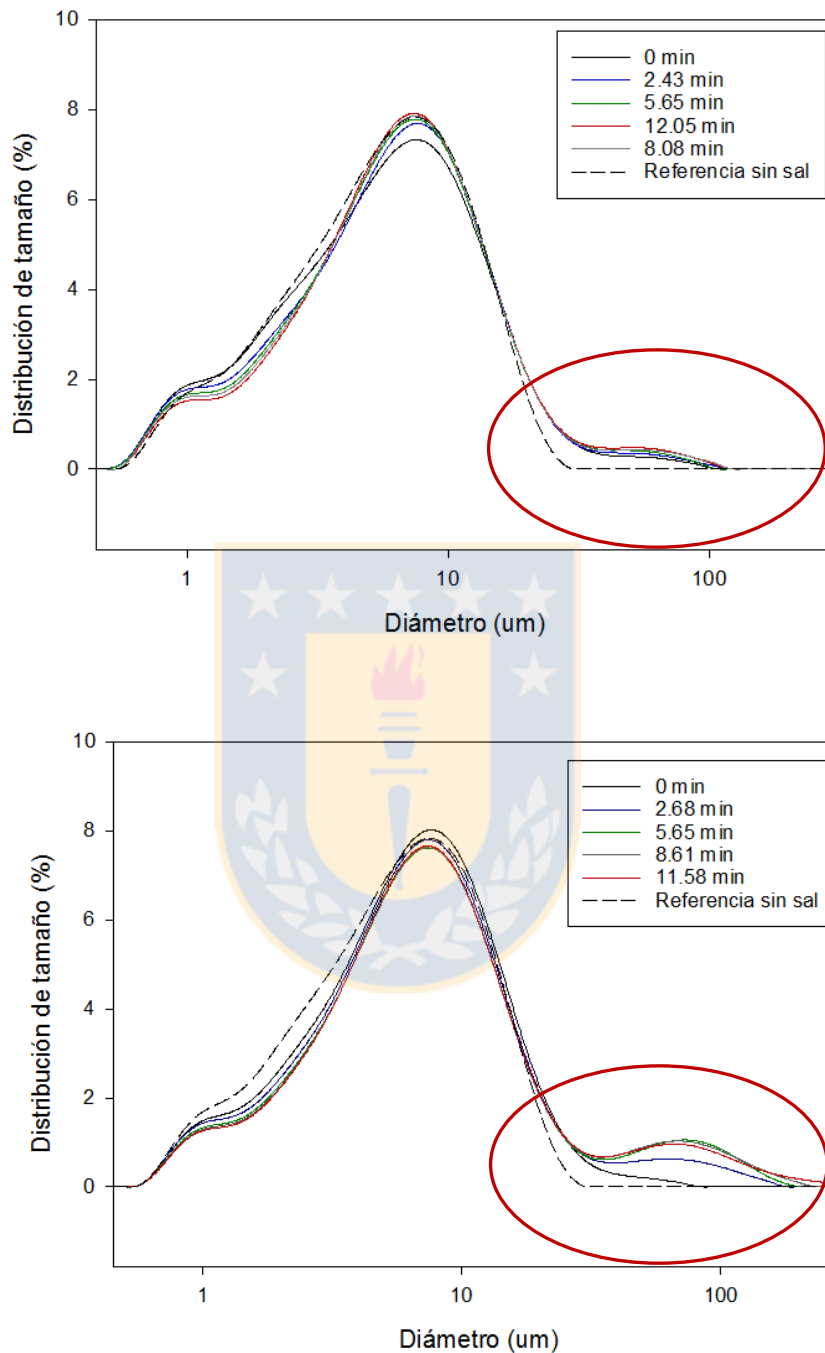 10
8
6
4
2
0
Distribución de tamaño (%)
0 min
2.43 min
5.65 min
12.05 min
8.08 min
Referencia sin sal
1
10
100
Diámetro (um)
10
8
6
4
2
0
Distribución de tamaño (%)
0 min
2.68 min
5.65 min
8.61 min
11.58 min
Referencia sin sal
1
10
100
Diámetro (um)